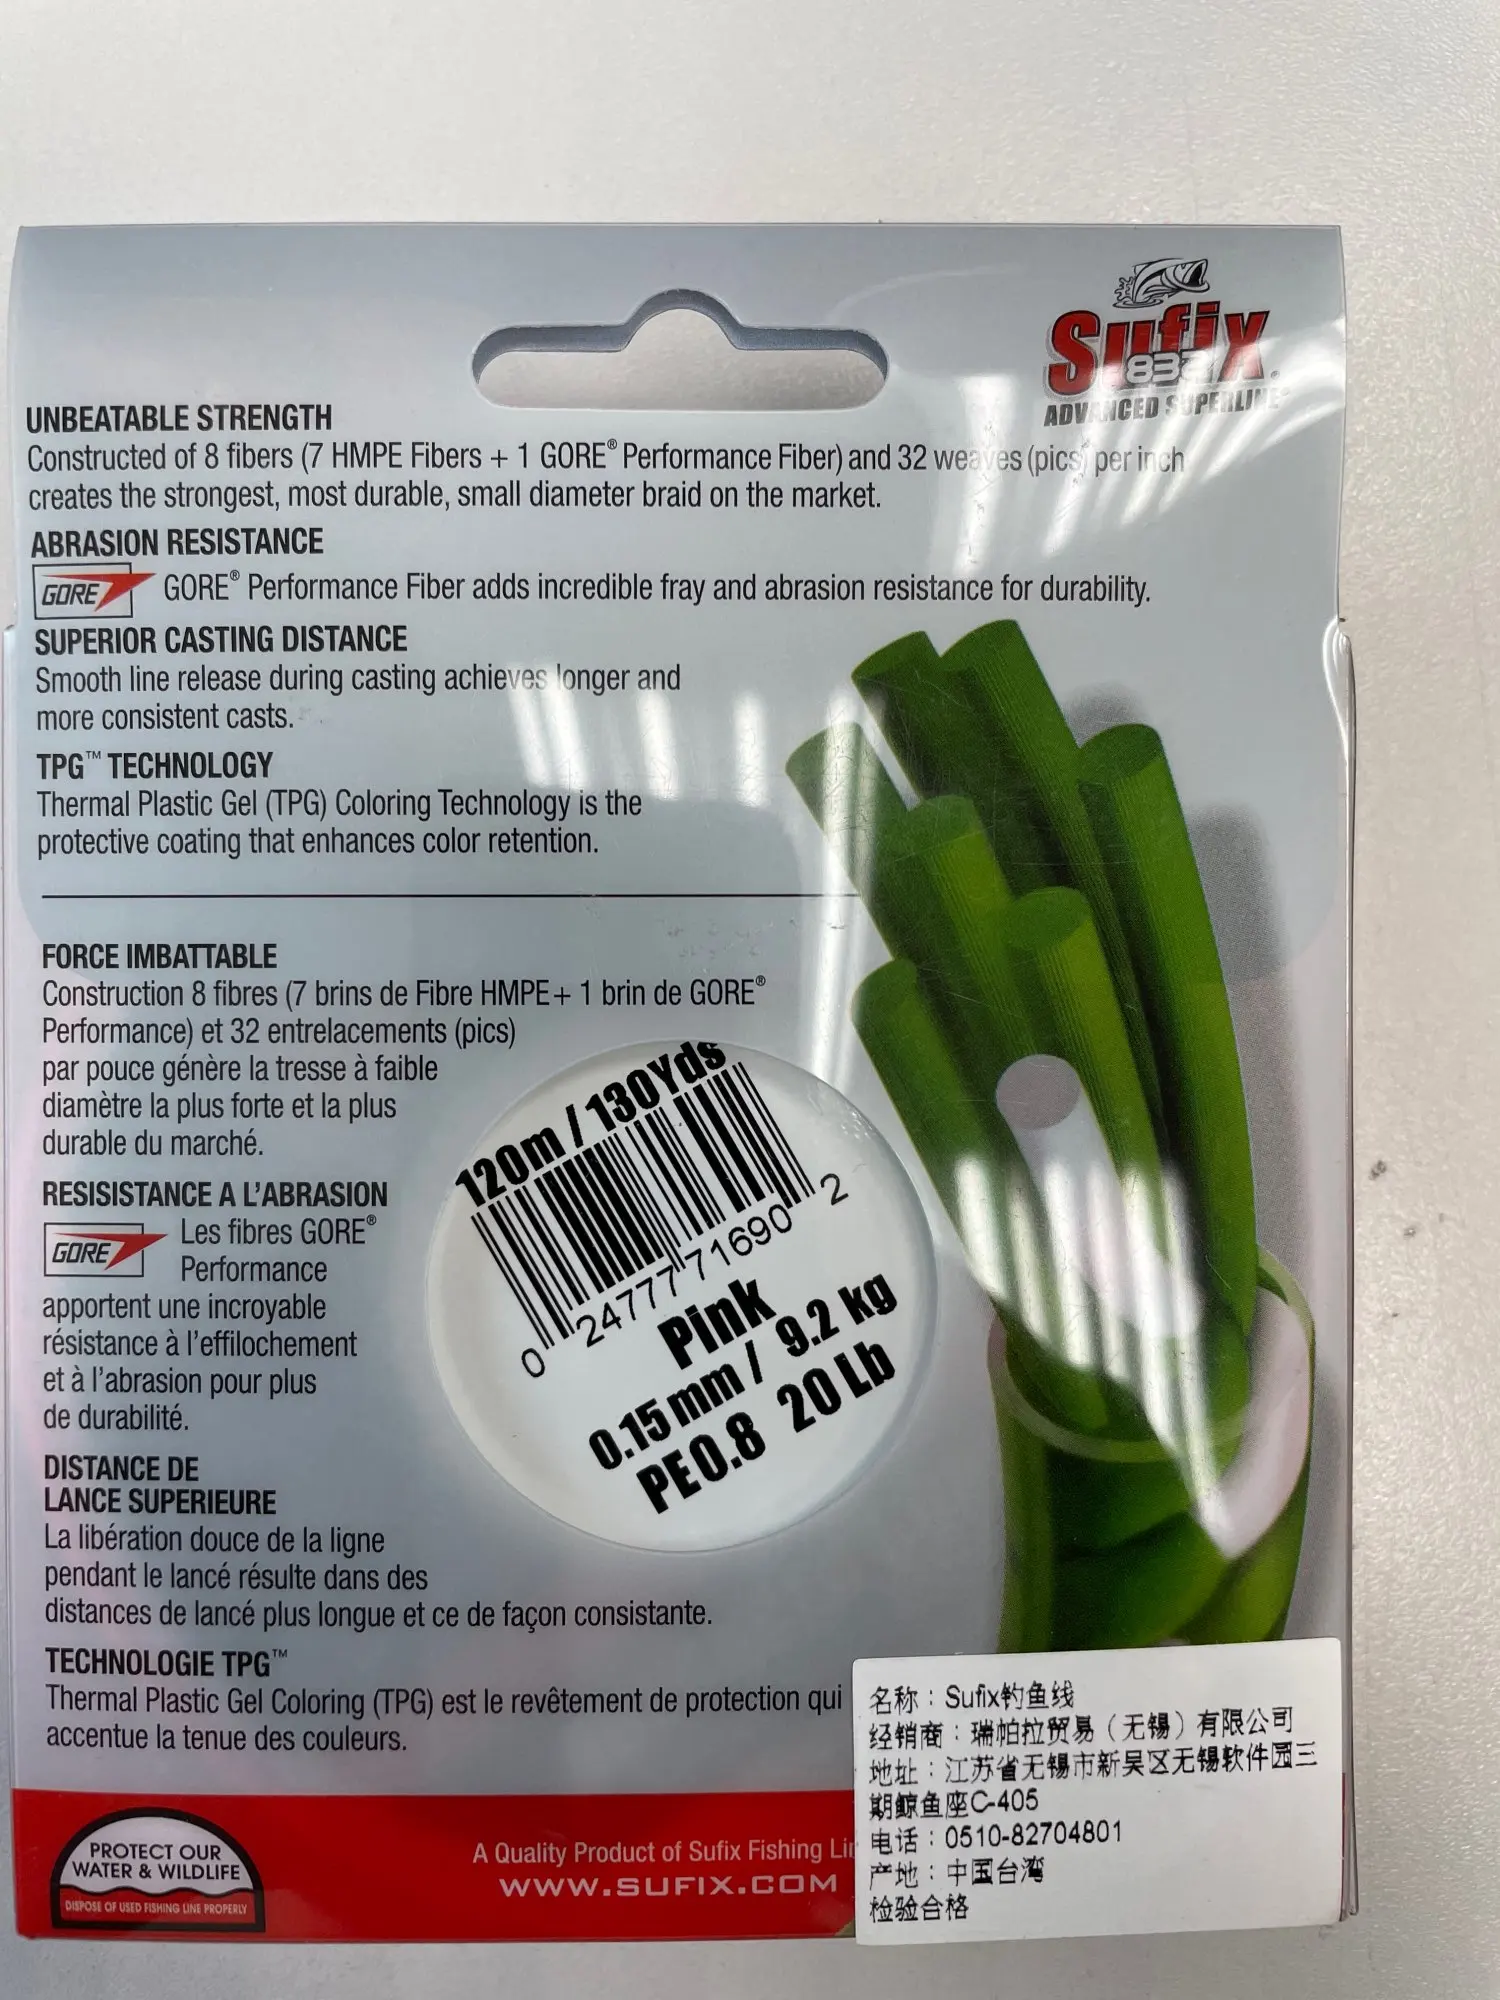 Sufix
832
ADVANCED SUPERLINE
UNBEATABLE STRENGTH
Constructed of 8 fibers (7 HMPE Fibers + 1 GORE® Performance Fiber) and 32 weaves (pics) per inch
creates the strongest, most durable, small diameter braid on the market.
ABRASION RESISTANCE
GORE
GORE® Performance Fiber adds incredible fray and abrasion resistance for durability.
SUPERIOR CASTING DISTANCE
Smooth line release during casting achieves longer and
more consistent casts.
TPG™ TECHNOLOGY
Thermal Plastic Gel (TPG) Coloring Technology is the
protective coating that enhances color retention.
FORCE IMBATTABLE
Construction 8 fibres (7 brins de Fibre HMPE+ 1 brin de GORE®
Performance) et 32 entrelacements (pics)
par pouce génère la tresse à faible
diamètre la plus forte et la plus
durable du marché.
RESISISTANCE A L'ABRASION
GORE
Les fibres GORE®
Performance
apportent une incroyable
résistance à l'effilochement
et à l'abrasion pour plus
de durabilité.
DISTANCE DE
LANCE SUPERIEURE
La libération douce de la ligne
pendant le lancé résulte dans des
distances de lancé plus longue et ce de façon consistante.
TECHNOLOGIE TPG™
Thermal Plastic Gel Coloring (TPG) est le revêtement de protection qui
accentue la tenue des couleurs.
120m / 130Yds
0 24777 71690 2
Pink
0.15 mm / 9.2 kg
PE0.8 20 Lb
PROTECT OUR
WATER & WILDLIFE
DISPOSE OF USED FISHING LINE PROPERLY
A Quality Product of Sufix Fishing
WWW.SUFIX.COM
名称：Sufix钓鱼线
经销商：瑞帕拉贸易（无锡）有限公司
地址：江苏省无锡市新吴区无锡软件园三
期鲸鱼座C-405
电话：0510-82704801
产地：中国台湾
检验合格